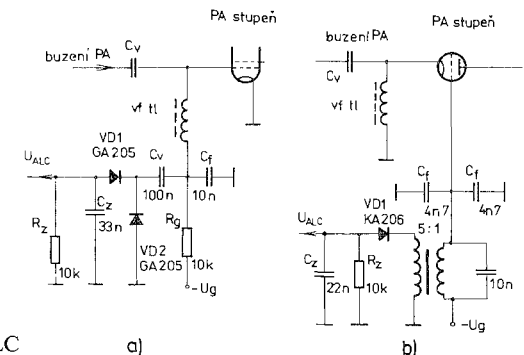 PA stupeň
buzení PA
Cv
vf tl
UALC
VD1
GA205
Cv
100n
Cf
10n
Cz
33n
Rz
10k
VD2
GA205
Rg
10k
-Ug
LC
a)
PA stupeň
buzení PA
Cv
vf tl
Cf
4n7
Cf
4n7
UALC
VD1
KA206
5:1
Cz
22n
Rz
10k
10n
-Ug
b)